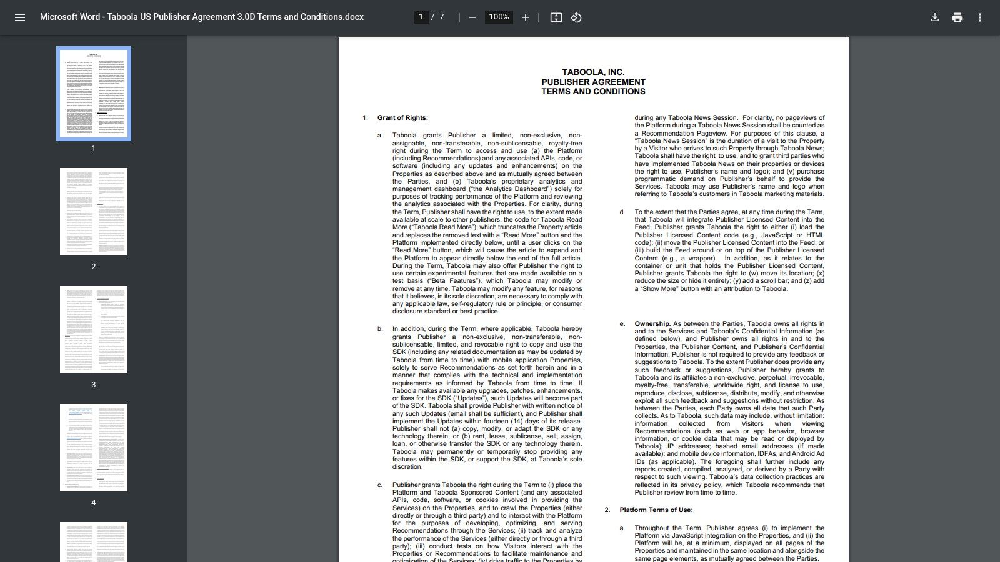 Microsoft Word - Taboola US Publisher Agreement 3.0D Terms and Conditions.docx
1 / 7
100%
1
2
3
4
TABOOLA, INC.
PUBLISHER AGREEMENT
TERMS AND CONDITIONS
1. Grant of Rights:
a. Taboola grants Publisher a limited, non-exclusive, non-
assignable, non-transferable, non-sublicensable, royalty-free
right during the Term to access and use (a) the Platform
(including Recommendations) and any associated APIs, code, or
software (including any updates and enhancements) on the
Properties as described above and as mutually agreed between
the Parties, and (b) Taboola's proprietary analytics and
management dashboard (“the Analytics Dashboard”) solely for
purposes of tracking performance of the Platform and reviewing
the analytics associated with the Properties. For clarity, during
the Term, Publisher shall have the right to use, to the extent made
available at scale to other publishers, the code for Taboola Read
More (“Taboola Read More”), which truncates the Property article
and replaces the removed text with a “Read More” button and the
Platform implemented directly below, until a user clicks on the
“Read More” button, which will cause the article to expand and
the Platform to appear directly below the end of the full article.
During the Term, Taboola may also offer Publisher the right to
use certain experimental features that are made available on a
test basis (“Beta Features”), which Taboola may modify or
remove at any time. Taboola may modify any feature, for reasons
that it believes, in its sole discretion, are necessary to comply with
any applicable law, self-regulatory rule or principle, or consumer
disclosure standard or best practice.
b. In addition, during the Term, where applicable, Taboola hereby
grants Publisher a non-exclusive, non-transferable, non-
sublicensable, limited, and revocable right to copy and use the
SDK (including any related documentation as may be updated by
Taboola from time to time) with mobile application Properties,
solely to serve Recommendations as set forth herein and in a
manner that complies with the technical and implementation
requirements as informed by Taboola from time to time. If
Taboola makes available any upgrades, patches, enhancements,
or fixes for the SDK (“Updates”), such Updates will become part
of the SDK. Taboola shall provide Publisher with written notice of
any such Updates (email shall be sufficient), and Publisher shall
implement the Updates within fourteen (14) days of its release.
Publisher shall not (a) copy, modify, or adapt the SDK or any
technology therein, or (b) rent, lease, sublicense, sell, assign,
loan, or otherwise transfer the SDK or any technology therein.
Taboola may permanently or temporarily stop providing any
features within the SDK, or support the SDK, at Taboola's sole
discretion.
c. Publisher grants Taboola the right during the Term to (i) place the
Platform and Taboola Sponsored Content (and any associated
APIs, code, software, or cookies involved in providing the
Services) on the Properties, and to crawl the Properties (either
directly or through a third party) and to interact with the Platform
for the purposes of developing, optimizing, and serving
Recommendations through the Services; (ii) track and analyze
the performance of the Services (either directly or through a third
party); (iii) conduct tests on how Visitors interact with the
Properties or Recommendations to facilitate maintenance and
optimization of the Services; (iv) drive traffic to the Properties by
during any Taboola News Session. For clarity, no pageviews of
the Platform during a Taboola News Session shall be counted as
a Recommendation Pageview. For purposes of this clause, a
“Taboola News Session” is the duration of a visit to the Property
by a Visitor who arrives to such Property through Taboola News;
Taboola shall have the right to use, and to grant third parties who
have implemented Taboola News on their properties or devices
the right to use, Publisher's name and logo); and (v) purchase
programmatic demand on Publisher's behalf to provide the
Services. Taboola may use Publisher's name and logo when
referring to Taboola's customers in Taboola marketing materials.
d. To the extent that the Parties agree, at any time during the Term,
that Taboola will integrate Publisher Licensed Content into the
Feed, Publisher grants Taboola the right to either (i) load the
Publisher Licensed Content code (e.g., JavaScript or HTML
code); (ii) move the Publisher Licensed Content into the Feed; or
(iii) build the Feed around or on top of the Publisher Licensed
Content (e.g., a wrapper). In addition, as it relates to the
container or unit that holds the Publisher Licensed Content,
Publisher grants Taboola the right to (w) move its location; (x)
reduce the size or hide it entirely; (y) add a scroll bar; and (z) add
a “Show More” button with an attribution to Taboola.
e. Ownership. As between the Parties, Taboola owns all rights in
and to the Services and Taboola's Confidential Information (as
defined below), and Publisher owns all rights in and to the
Properties, the Publisher Content, and Publisher's Confidential
Information. Publisher is not required to provide any feedback or
suggestions to Taboola. To the extent Publisher does provide any
such feedback or suggestions, Publisher hereby grants to
Taboola and its affiliates a non-exclusive, perpetual, irrevocable,
royalty-free, transferable, worldwide right, and license to use,
reproduce, disclose, sublicense, distribute, modify, and otherwise
exploit all such feedback and suggestions without restriction. As
between the Parties, each Party owns all data that such Party
collects. As to Taboola, such data may include, without limitation:
information collected from Visitors when viewing
Recommendations (such as web or app behavior, browser
information, or cookie data that may be read or deployed by
Taboola); IP addresses; hashed email addresses (if made
available); and mobile device information, IDFAs, and Android Ad
IDs (as applicable). The foregoing shall further include any
reports created, compiled, analyzed, or derived by a Party with
respect to such viewing. Taboola's data collection practices are
reflected in its privacy policy, which Taboola recommends that
Publisher review from time to time.
2. Platform Terms of Use:
a. Throughout the Term, Publisher agrees (i) to implement the
Platform via JavaScript integration on the Properties, and (ii) the
Platform will be, at a minimum, displayed on all pages of the
Properties and maintained in the same location and alongside the
same page elements, as mutually agreed between the Parties.